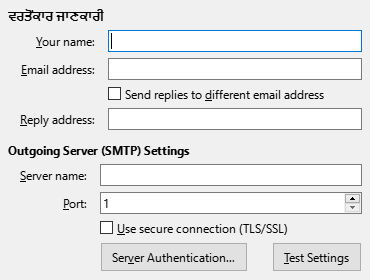 ਵਰਤੋਂਕਾਰ ਜਾਣਕਾਰੀ
Your name:
Email address:
Send replies to different email address
Reply address:
Outgoing Server (SMTP) Settings
Server name:
Port: 1
Use secure connection (TLS/SSL)
Server Authentication... Test Settings